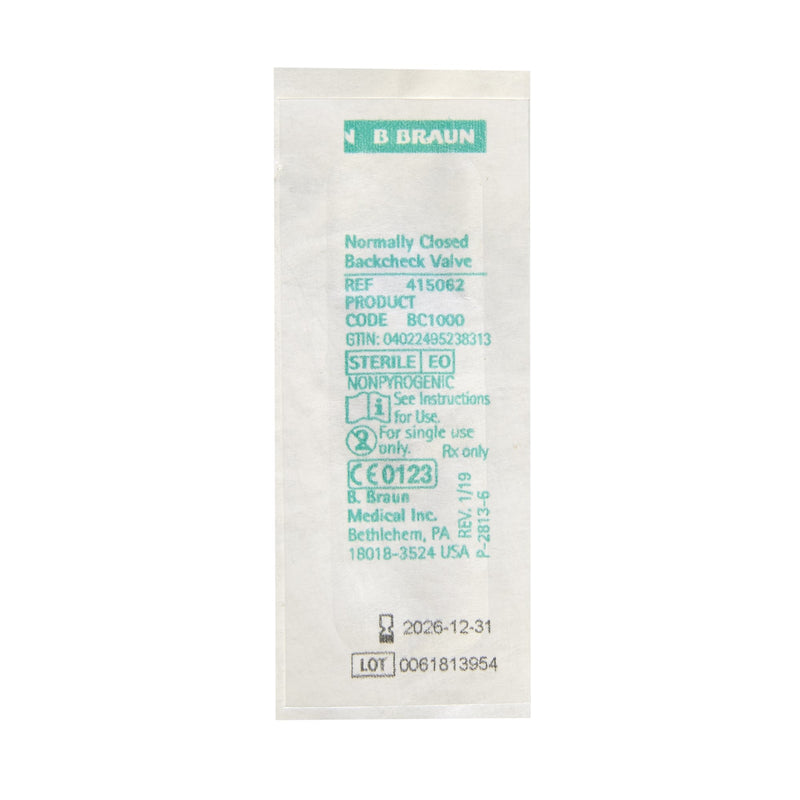 N B BRAUN
Normally Closed
Backcheck Valve
REF 415062
PRODUCT
CODE BC1000
GTIN: 04022495238313
STERILE EO
NONPYROGENIC
i See Instructions
for Use.
For single use
only. Rx only
CE 0123
B. Braun
Medical Inc.
Bethlehem, PA
18018-3524 USA
REV. 1/19
P-2813-6
2026-12-31
LOT 0061813954